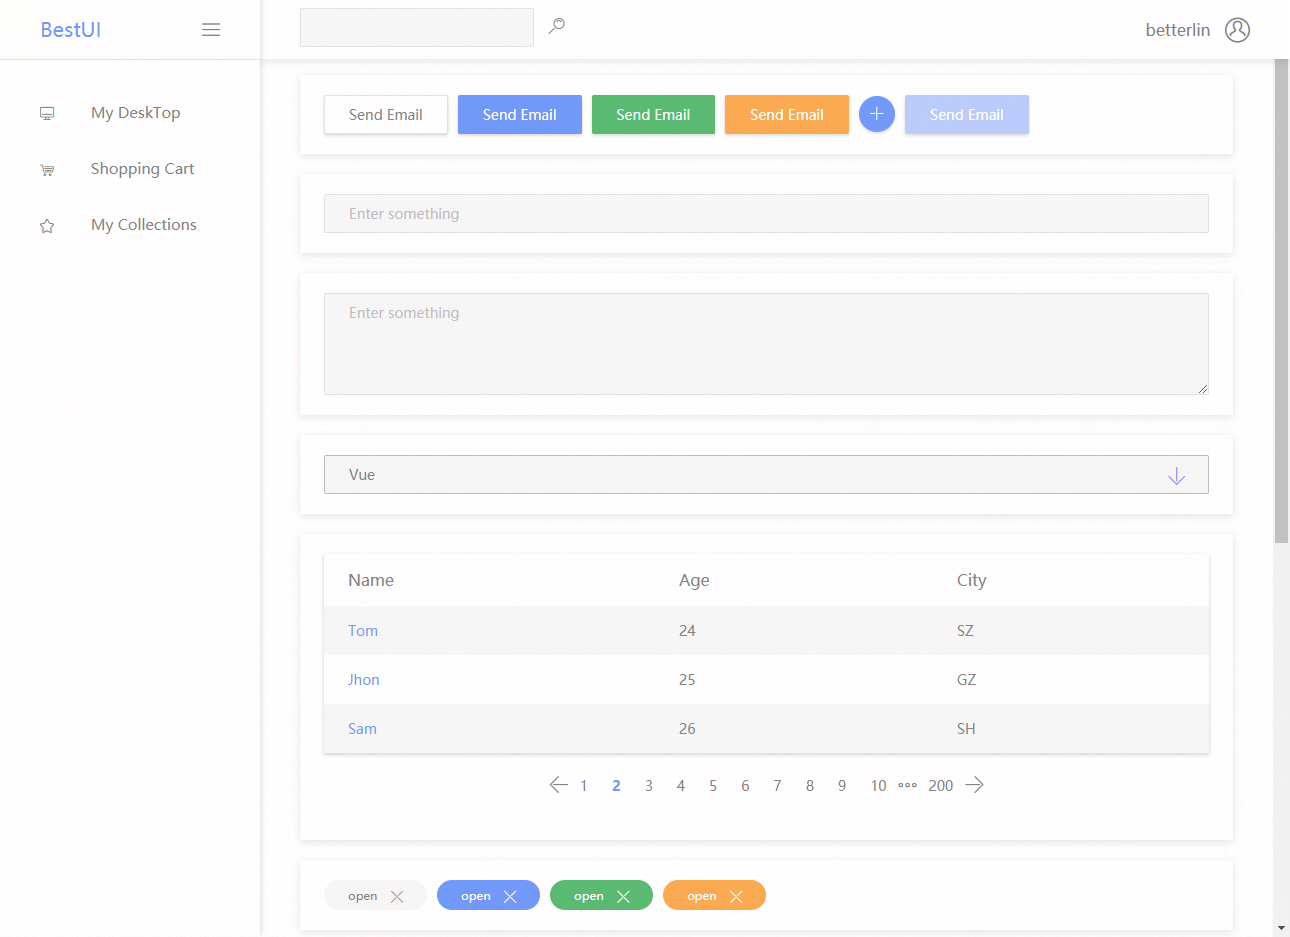 BestUI
betterlin
My DeskTop
Shopping Cart
My Collections
Send Email Send Email Send Email Send Email Send Email
Enter something
Enter something
Vue
Name Age City
Tom 24 SZ
Jhon 25 GZ
Sam 26 SH
1 2 3 4 5 6 7 8 9 10 200
open open open open